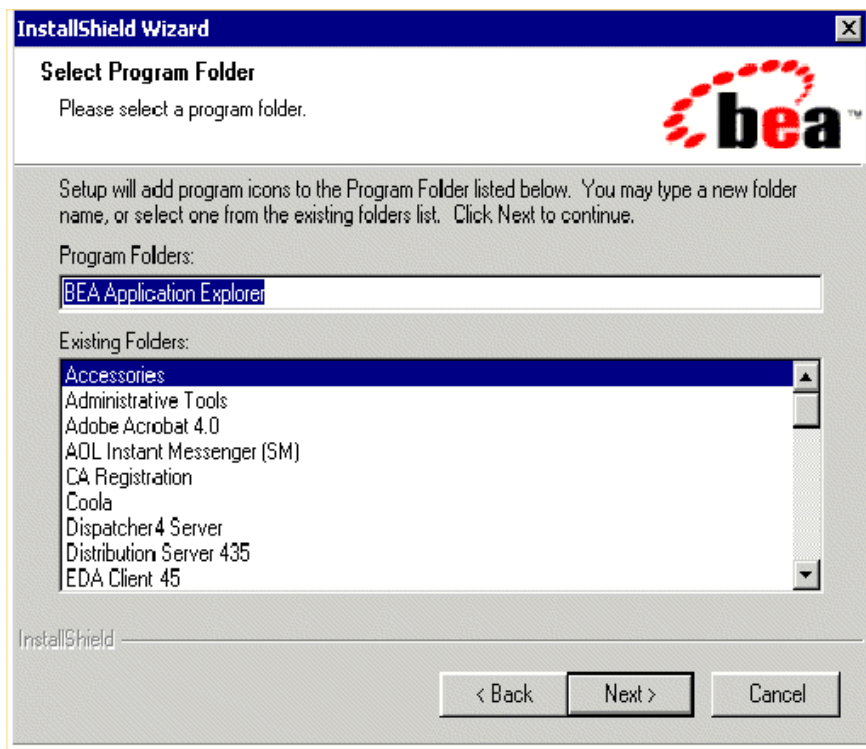 InstallShield Wizard
Select Program Folder
Please select a program folder.
bea™
Setup will add program icons to the Program Folder listed below.  You may type a new folder
name, or select one from the existing folders list.  Click Next to continue.
Program Folders:
BEA Application Explorer
Existing Folders:
Accessories
Administrative Tools
Adobe Acrobat 4.0
AOL Instant Messenger (SM)
CA Registration
Coola
Dispatcher4 Server
Distribution Server 435
EDA Client 45
InstallShield
< Back
Next >
Cancel